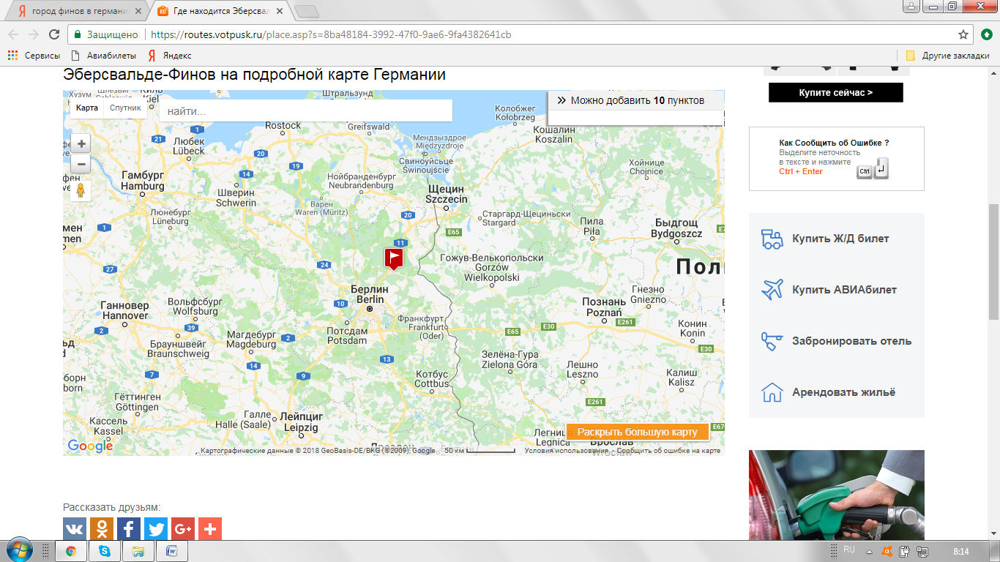 город финов в германи
Где находится Эберсвал
Защищено
https://routes.votpusk.ru/place.asp?s=8ba48184-3992-47f0-9ae6-9fa4382641cb
Сервисы
Авиабилеты
Яндекс
Другие закладки
Эберсвальде-Финов на подробной карте Германии
Карта
Спутник
найти...
Можно добавить 10 пунктов
Хузум
Штральзунд
Rostock
Greifswald
Колобжег
Kołobrzeg
Кошалин
Koszalin
21
1
Любек
Lübeck
20
19
14
Мендзыздрое
Międzyzdroje
Свиноуйсьце
Świnoujście
Хойнице
Chojnice
Гамбург
Hamburg
Шверин
Schwerin
Нойбранденбург
Neubrandenburg
Щецин
Szczecin
Варен
Waren (Müritz)
Люнебург
Lüneburg
20
Старгард-Щециньски
Stargard
Пила
Piła
Быдгощ
Bydgoszcz
1
E65
11
мен
men
24
27
Гожув-Велькопольски
Gorzów
Wielkopolski
Пол
Берлин
Berlin
10
Ганновер
Hannover
Вольфсбург
Wolfsburg
Гнезно
Gniezno
Познань
Poznań
Франкфурт
Frankfurt
(Oder)
E65
E30
E261
Потсдам
Potsdam
2
39
Магдебург
Magdeburg
2
Брауншвейг
Braunschweig
Конин
Konin
E30
14
13
9
7
Зелёна-Гура
Zielona Góra
Лешно
Leszno
Калиш
Kalisz
Котбус
Cottbus
борн
born
Гёттинген
Göttingen
E261
Кассель
Kassel
Галле
Halle (Saale)
Лейпциг
Leipzig
Легница
Legnica
E67
Раскрыть большую карту
Google
Картографические данные © 2018 GeoBasis-DE/BKG (©2009), Google
50 км
Условия использования
Сообщить об ошибке на карте
Купите сейчас >
Как Сообщить об Ошибке ?
Выделите неточность
в тексте и нажмите
Ctrl + Enter
Ctrl
Купить Ж/Д билет
Купить АВИАбилет
Забронировать отель
Арендовать жильё
Рассказать друзьям:
RU
8:14